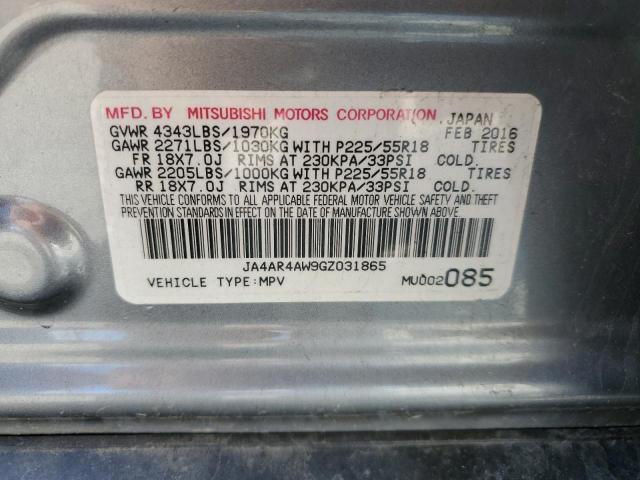 MFD. BY MITSUBISHI MOTORS CORPORATION, JAPAN
GVWR 4343LBS/1970KG FEB 2016
GAWR 2271LBS/1030KG WITH P225/55R18 TIRES
FR 18X7.0J RIMS AT 230KPA/33PSI COLD.
GAWR 2205LBS/1000KG WITH P225/55R18 TIRES
RR 18X7.0J RIMS AT 230KPA/33PSI COLD.
THIS VEHICLE CONFORMS TO ALL APPLICABLE FEDERAL MOTOR VEHICLE SAFETY AND THEFT PREVENTION
STANDARDS IN EFFECT ON THE DATE OF MANUFACTURE SHOWN ABOVE.
JA4AR4AW9GZ031865
VEHICLE TYPE:MPV MU002085